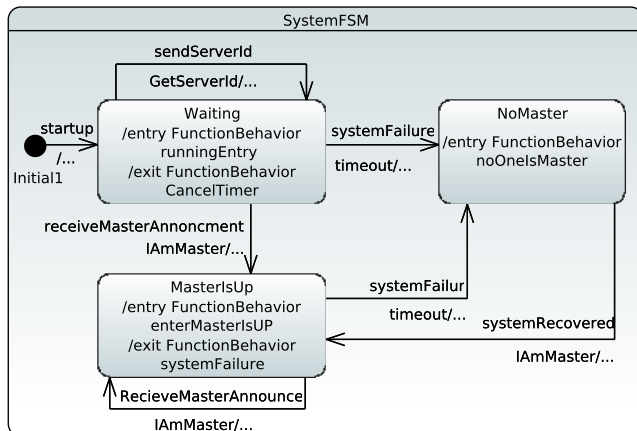 SystemFSM
sendServerId
GetServerId/...
startup
/...
Initial1
Waiting
/entry FunctionBehavior
runningEntry
/exit FunctionBehavior
CancelTimer
systemFailure
timeout/...
NoMaster
/entry FunctionBehavior
noOneIsMaster
receiveMasterAnnoncment
IAmMaster/...
MasterIsUp
/entry FunctionBehavior
enterMasterIsUP
/exit FunctionBehavior
systemFailure
systemFailur
timeout/...
systemRecovered
IAmMaster/...
RecieveMasterAnnounce
IAmMaster/...